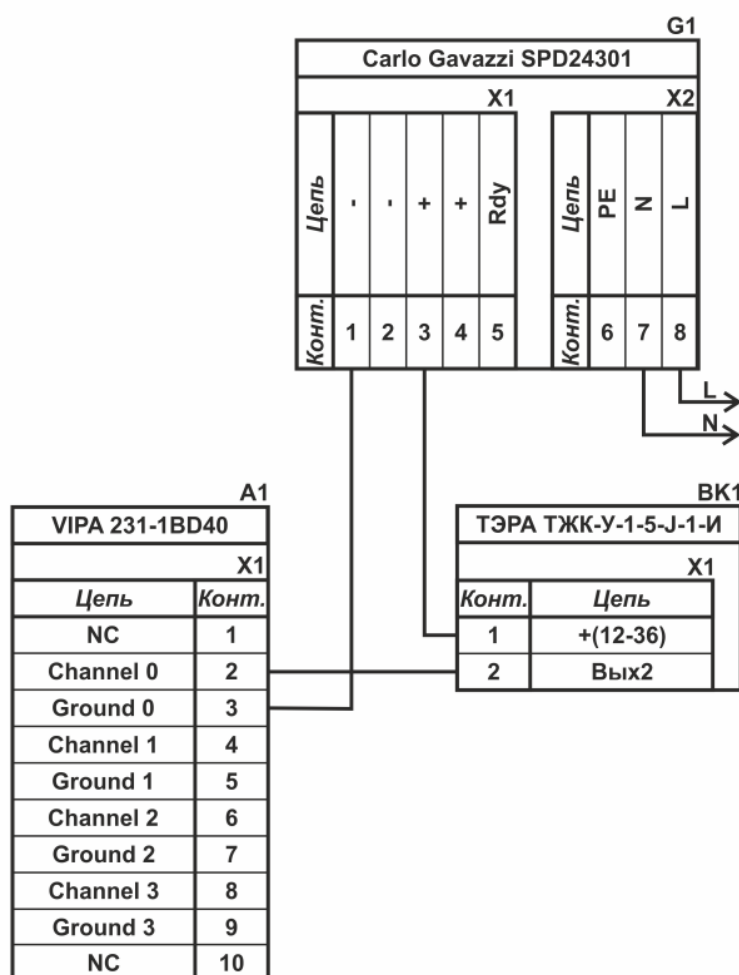 G1
Carlo Gavazzi SPD24301
X1 X2
Цепь - - + + Rdy Цепь PE N L
Конт. 1 2 3 4 5 Конт. 6 7 8
L
N
A1
VIPA 231-1BD40
X1
Цепь Конт.
NC 1
Channel 0 2
Ground 0 3
Channel 1 4
Ground 1 5
Channel 2 6
Ground 2 7
Channel 3 8
Ground 3 9
NC 10
BK1
ТЭРА ТЖК-У-1-5-J-1-И
X1
Конт. Цепь
1 +(12-36)
2 Вых2